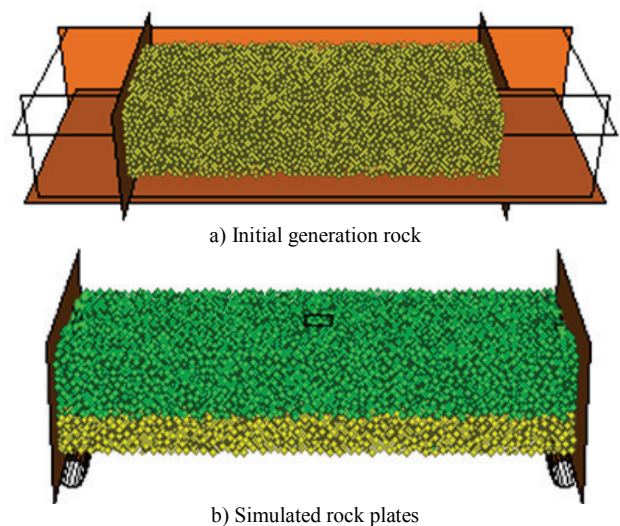 a) Initial generation rock
b) Simulated rock plates